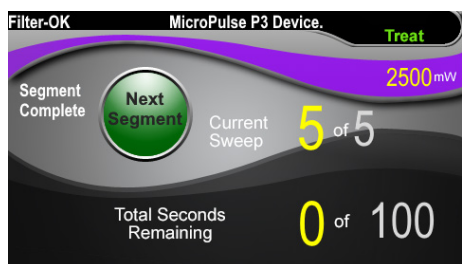 Filter-OK MicroPulse P3 Device. Treat
2500mW
Segment
Complete
Next
Segment
Current
Sweep
5 of 5
Total Seconds
Remaining
0 of 100